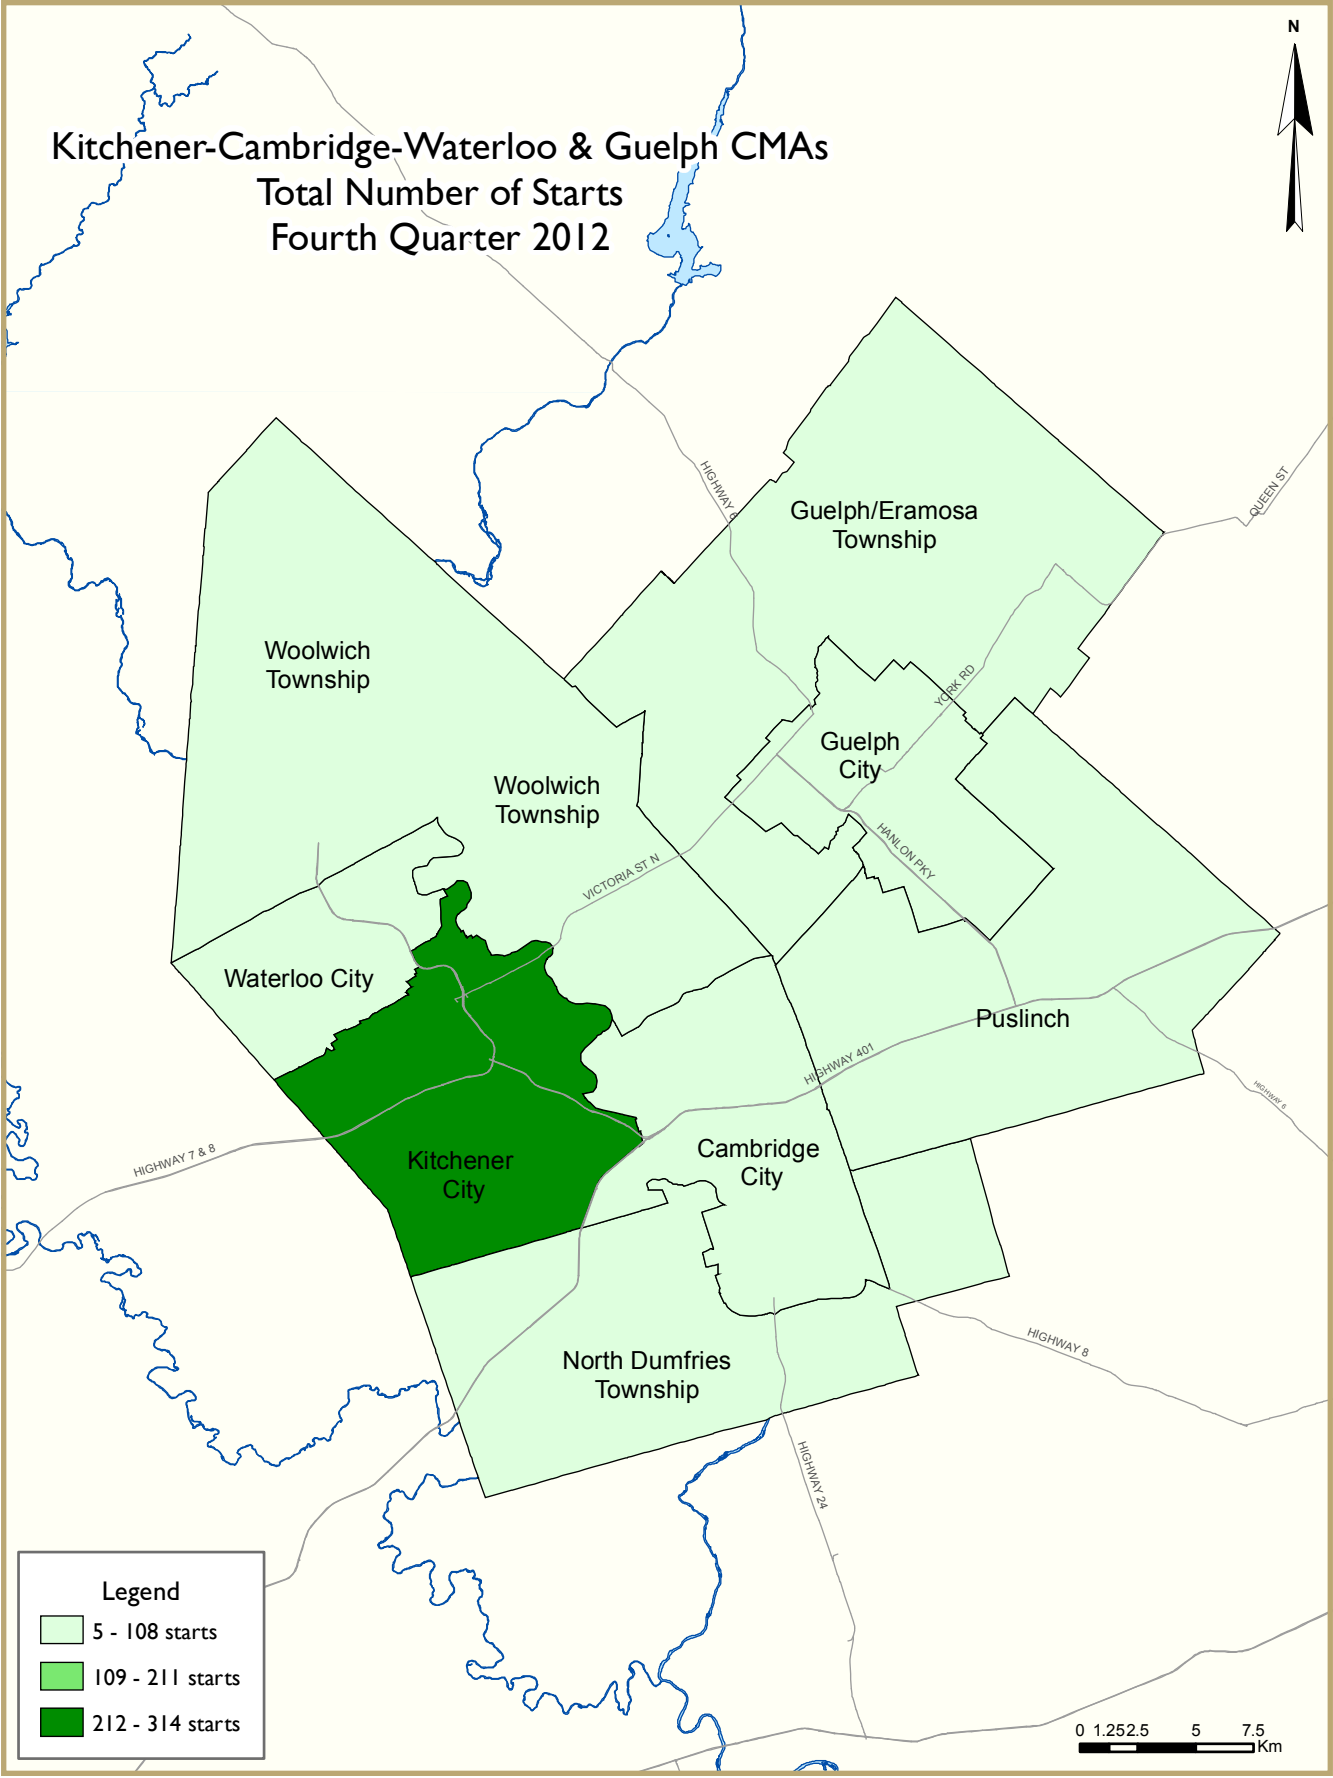 N
Kitchener-Cambridge-Waterloo & Guelph CMAs
Total Number of Starts
Fourth Quarter 2012
HIGHWAY 6
QUEEN ST
Guelph/Eramosa
Township
Woolwich
Township
YORK RD
Guelph
City
Woolwich
Township
HANLON PKY
VICTORIA ST N
Waterloo City
Puslinch
HIGHWAY 401
HIGHWAY 6
HIGHWAY 7 & 8
Kitchener
City
Cambridge
City
HIGHWAY 8
North Dumfries
Township
HIGHWAY 24
Legend
5 - 108 starts
109 - 211 starts
212 - 314 starts
0 1.25 2.5 5 7.5
Km